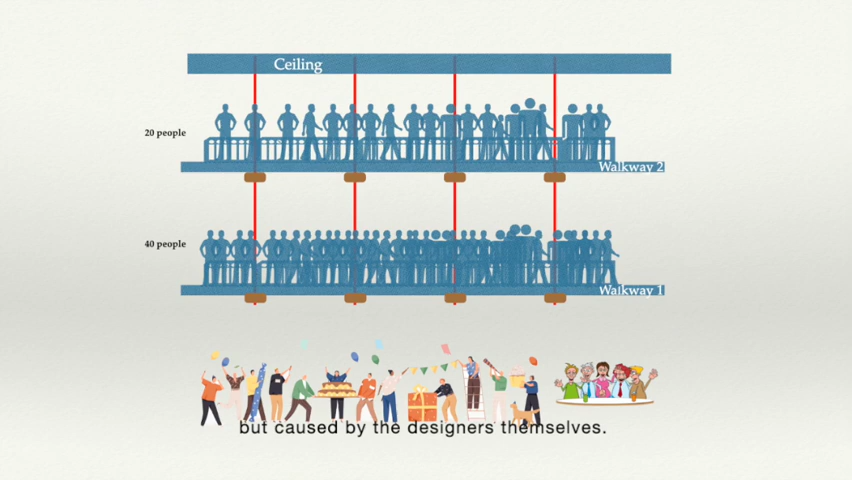 Ceiling
20 people
Walkway 2
40 people
Walkway 1
but caused by the designers themselves.